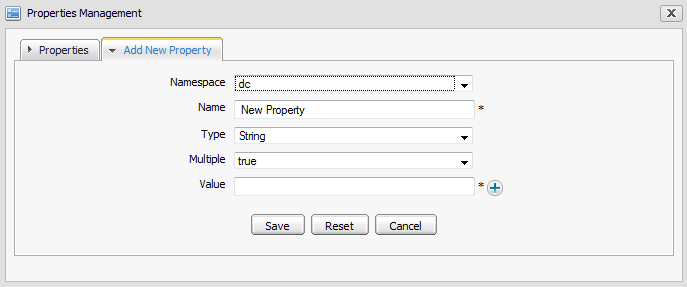 Properties Management
Properties Add New Property
Namespace dc
Name New Property *
Type String
Multiple true
Value *
Save Reset Cancel